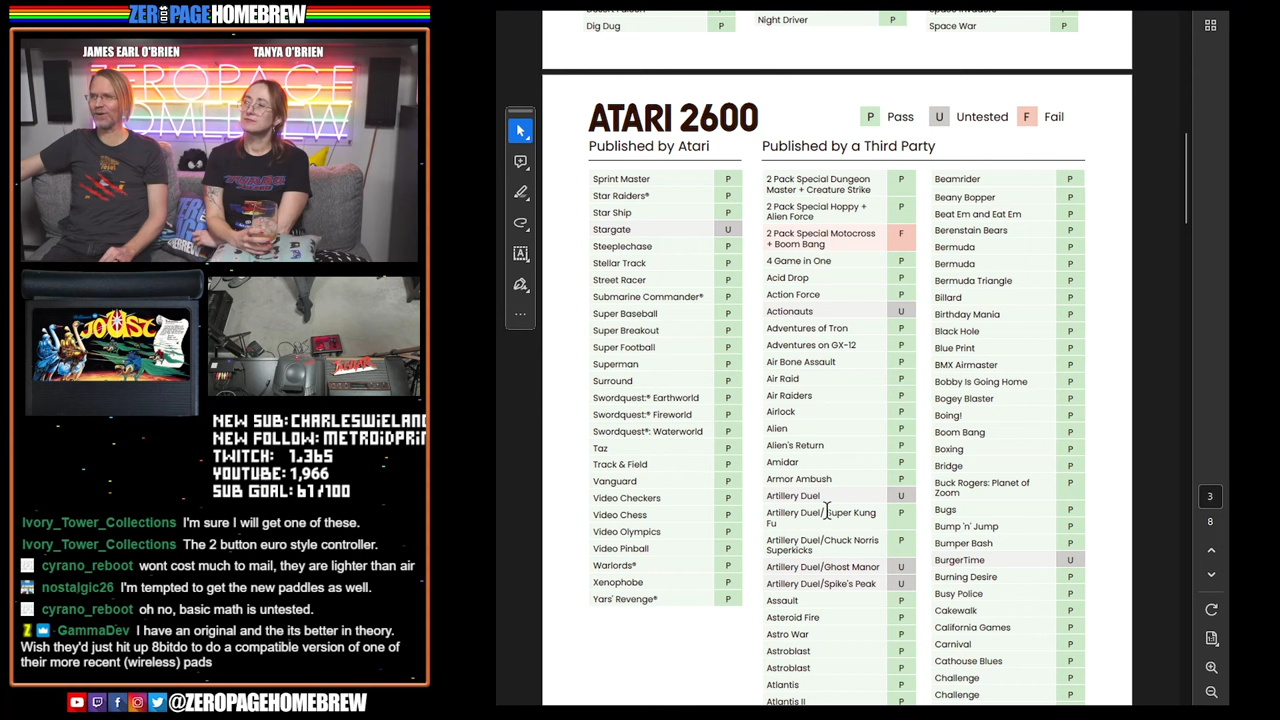 ZERO PAGE HOMEBREW
JAMES EARL O'BRIEN
TANYA O'BRIEN
ZEROPAGE
HOMEBREW
JOUST
NEW SUB:CHARLESWIELAN
NEW FOLLOW:METROIDPRI
TWITCH: 1,365
YOUTUBE: 1,966
SUB GOAL: 67/100
Ivory_Tower_Collections I'm sure I will get one of these.
Ivory_Tower_Collections The 2 button euro style controller.
cyrano_reboot wont cost much to mail, they are lighter than air
nostalgic26 I'm tempted to get the new paddles as well.
cyrano_reboot oh no, basic math is untested.
GammaDev I have an original and the its better in theory.
Wish they'd just hit up 8bitdo to do a compatible version of one of
their more recent (wireless) pads
@ZEROPAGEHOMEBREW
Dig Dug P
Night Driver P
Space War P
ATARI 2600
P Pass U Untested F Fail
Published by Atari
Sprint Master P
Star Raiders® P
Star Ship P
Stargate U
Steeplechase P
Stellar Track P
Street Racer P
Submarine Commander® P
Super Baseball P
Super Breakout P
Super Football P
Superman P
Surround P
Swordquest:® Earthworld P
Swordquest:® Fireworld P
Swordquest®: Waterworld P
Taz P
Track & Field P
Vanguard P
Video Checkers P
Video Chess P
Video Olympics P
Video Pinball P
Warlords® P
Xenophobe P
Yars' Revenge® P
Published by a Third Party
2 Pack Special Dungeon P
Master + Creature Strike
2 Pack Special Hoppy + P
Alien Force
2 Pack Special Motocross F
+ Boom Bang
4 Game in One P
Acid Drop P
Action Force P
Actionauts U
Adventures of Tron P
Adventures on GX-12 P
Air Bone Assault P
Air Raid P
Air Raiders P
Airlock P
Alien P
Alien's Return P
Amidar P
Armor Ambush P
Artillery Duel U
Artillery Duel/Super Kung P
Fu
Artillery Duel/Chuck Norris P
Superkicks
Artillery Duel/Ghost Manor U
Artillery Duel/Spike's Peak U
Assault P
Asteroid Fire P
Astro War P
Astroblast P
Astroblast P
Atlantis P
Atlantis II P
Beamrider P
Beany Bopper P
Beat Em and Eat Em P
Berenstain Bears P
Bermuda P
Bermuda P
Bermuda Triangle P
Billard P
Birthday Mania P
Black Hole P
Blue Print P
BMX Airmaster P
Bobby Is Going Home P
Bogey Blaster P
Boing! P
Boom Bang P
Boxing P
Bridge P
Buck Rogers: Planet of P
Zoom
Bugs P
Bump 'n' Jump P
Bumper Bash P
BurgerTime U
Burning Desire P
Busy Police P
Cakewalk P
California Games P
Carnival P
Cathouse Blues P
Challenge P
Challenge P
3
8